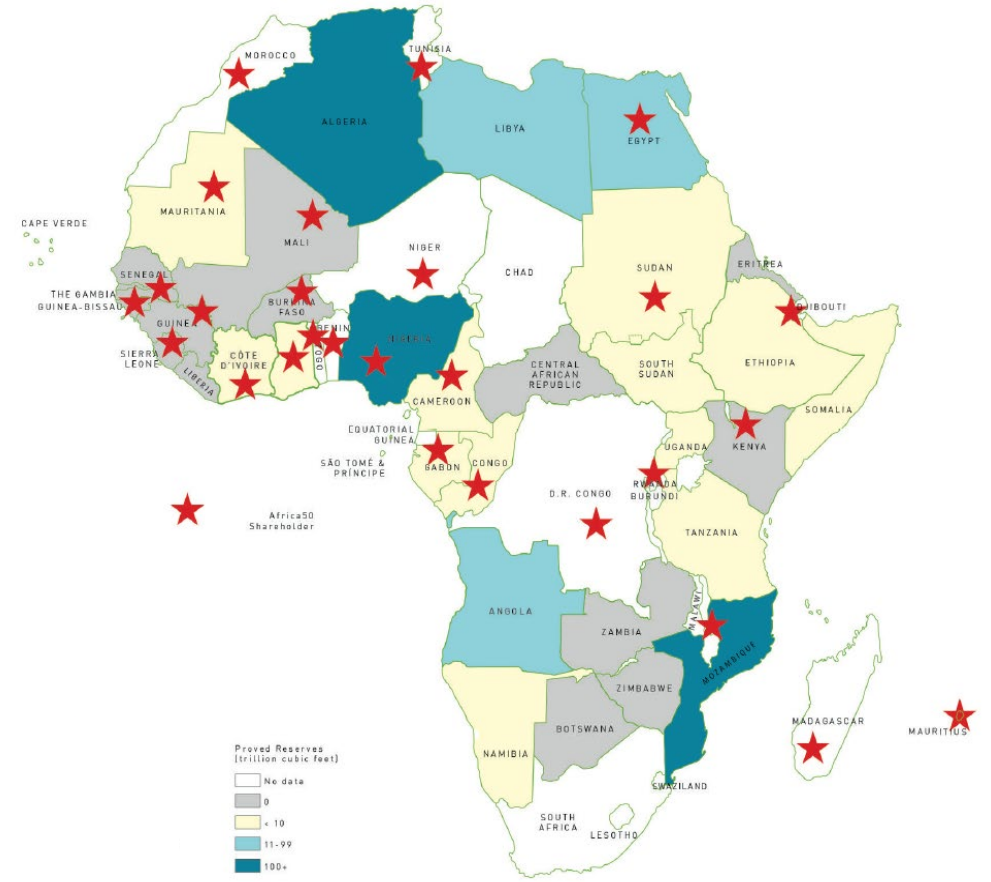 MOROCCO
TUNISIA
ALGERIA
LIBYA
EGYPT
MAURITANIA
CAPE VERDE
MALI
NIGER
CHAD
SUDAN
ERITREA
SENEGAL
THE GAMBIA
GUINEA-BISSAU
BURKINA
FASO
DJIBOUTI
GUINEA
BENIN
NIGERIA
SIERRA
LEONE
CÔTE
D'IVOIRE
TOGO
LIBERIA
CENTRAL
AFRICAN
REPUBLIC
SOUTH
SUDAN
ETHIOPIA
CAMEROON
SOMALIA
EQUATORIAL
GUINEA
UGANDA
KENYA
SÃO TOMÉ &
PRÍNCIPE
GABON
CONGO
RWANDA
BURUNDI
D.R. CONGO
Africa50
Shareholder
TANZANIA
ANGOLA
MALAWI
ZAMBIA
MOZAMBIQUE
ZIMBABWE
MADAGASCAR
MAURITIUS
BOTSWANA
NAMIBIA
SWAZILAND
SOUTH
AFRICA
LESOTHO
Proved Reserves
(trillion cubic feet)
No data
0
< 10
11-99
100+